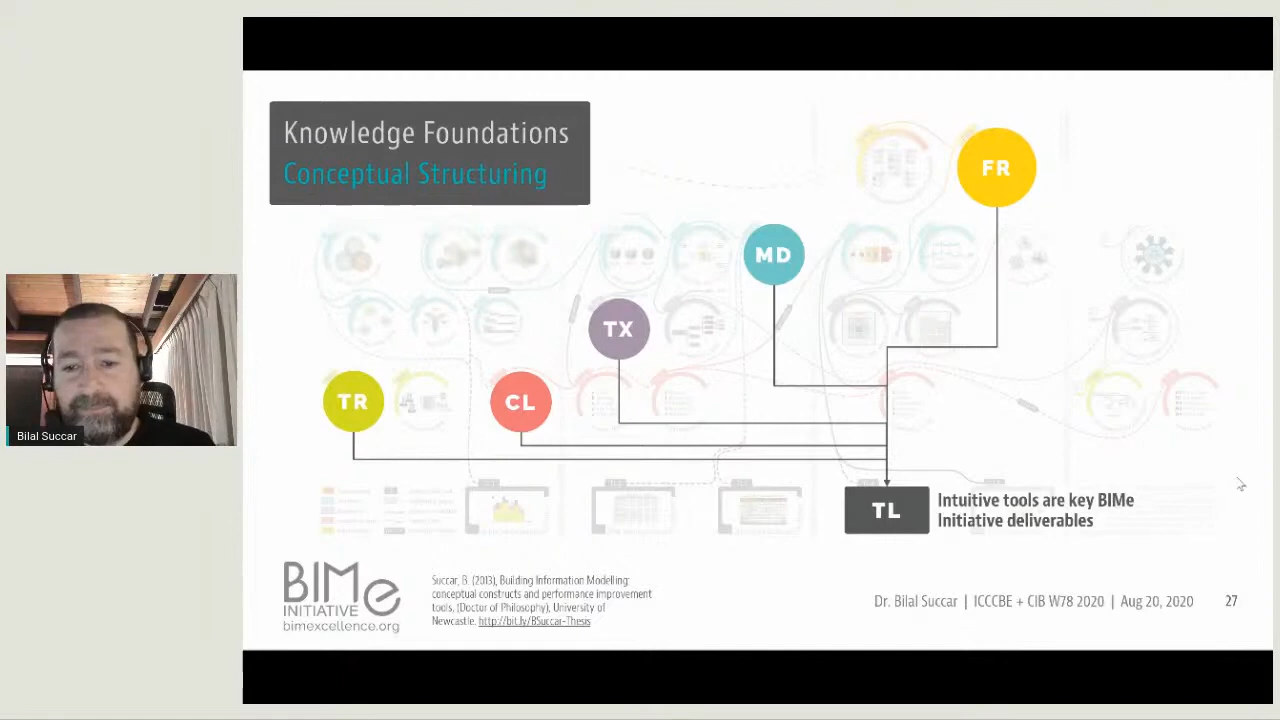 Knowledge Foundations
Conceptual Structuring
FR
MD
TX
TR
CL
TL
Intuitive tools are key BIMe
Initiative deliverables
Bilal Succar
BIMe
INITIATIVE
bimexcellence.org
Succar, B. (2013), Building Information Modelling:
conceptual constructs and performance improvement
tools, (Doctor of Philosophy), University of
Newcastle. http://bit.ly/BSuccar-Thesis
Dr. Bilal Succar | ICCCBE + CIB W78 2020 | Aug 20, 2020
27